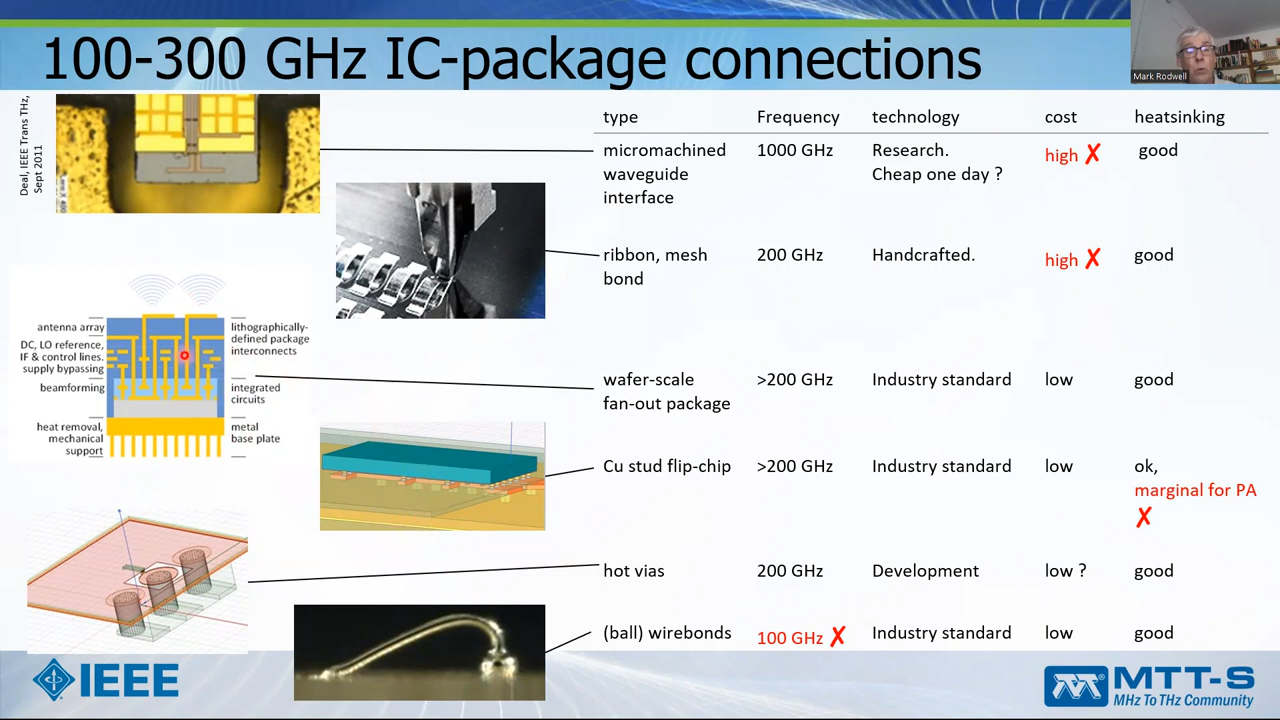 100-300 GHz IC-package connections
Mark Rodwell
Deal, IEEE Trans THz,
Sept 2011
type Frequency technology cost heatsinking
micromachined 1000 GHz Research. high ✗ good
waveguide Cheap one day ?
interface
ribbon, mesh 200 GHz Handcrafted. high ✗ good
bond
antenna array
DC, LO reference,
IF & control lines.
supply bypassing
beamforming
heat removal,
mechanical
support
lithographically-
defined package
interconnects
integrated
circuits
metal
base plate
wafer-scale >200 GHz Industry standard low good
fan-out package
Cu stud flip-chip >200 GHz Industry standard low ok,
marginal for PA
✗
hot vias 200 GHz Development low ? good
(ball) wirebonds 100 GHz ✗ Industry standard low good
IEEE
MTT-S
MHz To THz Community